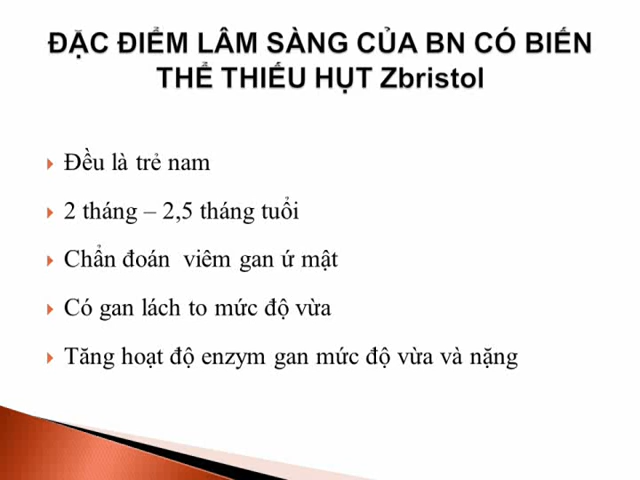 ĐẶC ĐIỂM LÂM SÀNG CỦA BN CÓ BIẾN
THỂ THIẾU HỤT Zbristol
Đều là trẻ nam
2 tháng – 2,5 tháng tuổi
Chẩn đoán viêm gan ứ mật
Có gan lách to mức độ vừa
Tăng hoạt độ enzym gan mức độ vừa và nặng